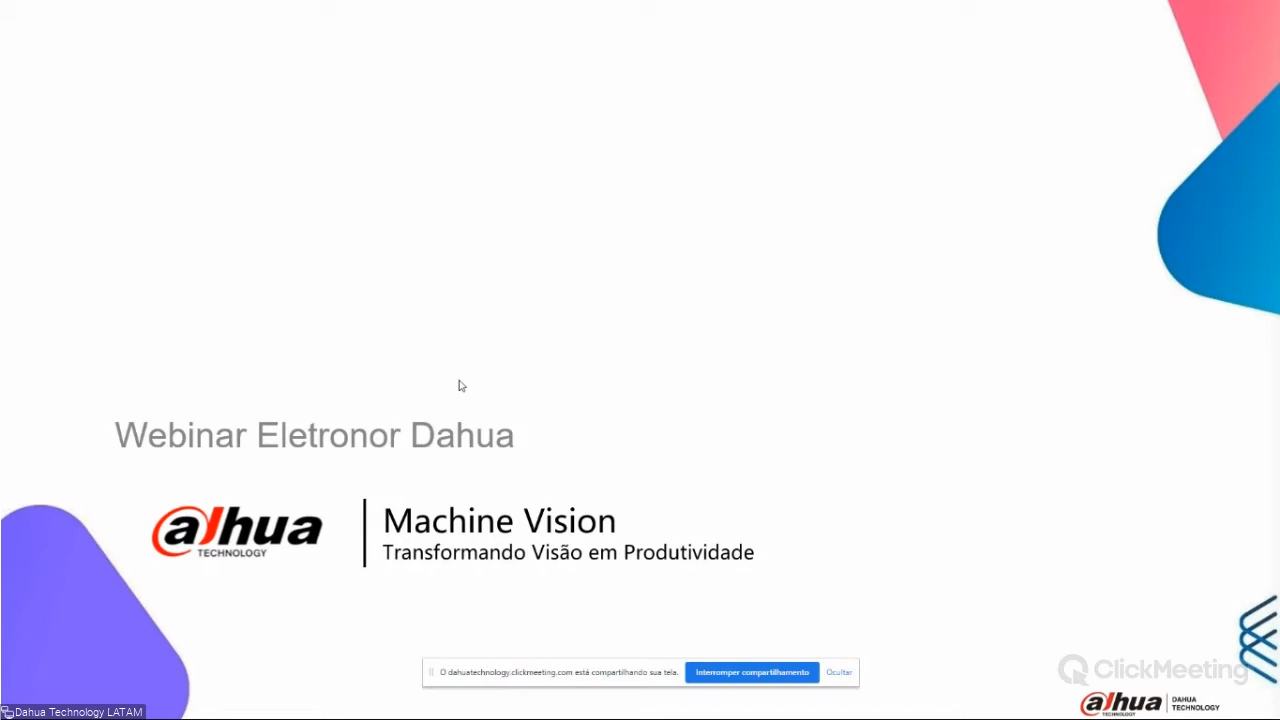 Webinar Eletronor Dahua
alhua
TECHNOLOGY
Machine Vision
Transformando Visão em Produtividade
O dahuatechnology.clickmeeting.com está compartilhando sua tela.
Interromper compartilhamento
Ocultar
ClickMeeting
alhua
TECHNOLOGY
DAHUA
TECHNOLOGY
Dahua Technology LATAM